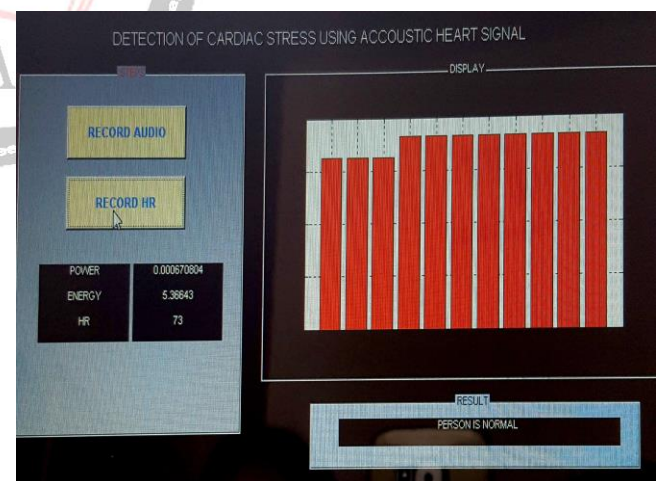 DETECTION OF CARDIAC STRESS USING ACCOUSTIC HEART SIGNAL
DISPLAY
RECORD AUDIO
RECORD HR
POWER 0.000670804
ENERGY 5.36643
HR 73
RESULT
PERSON IS NORMAL